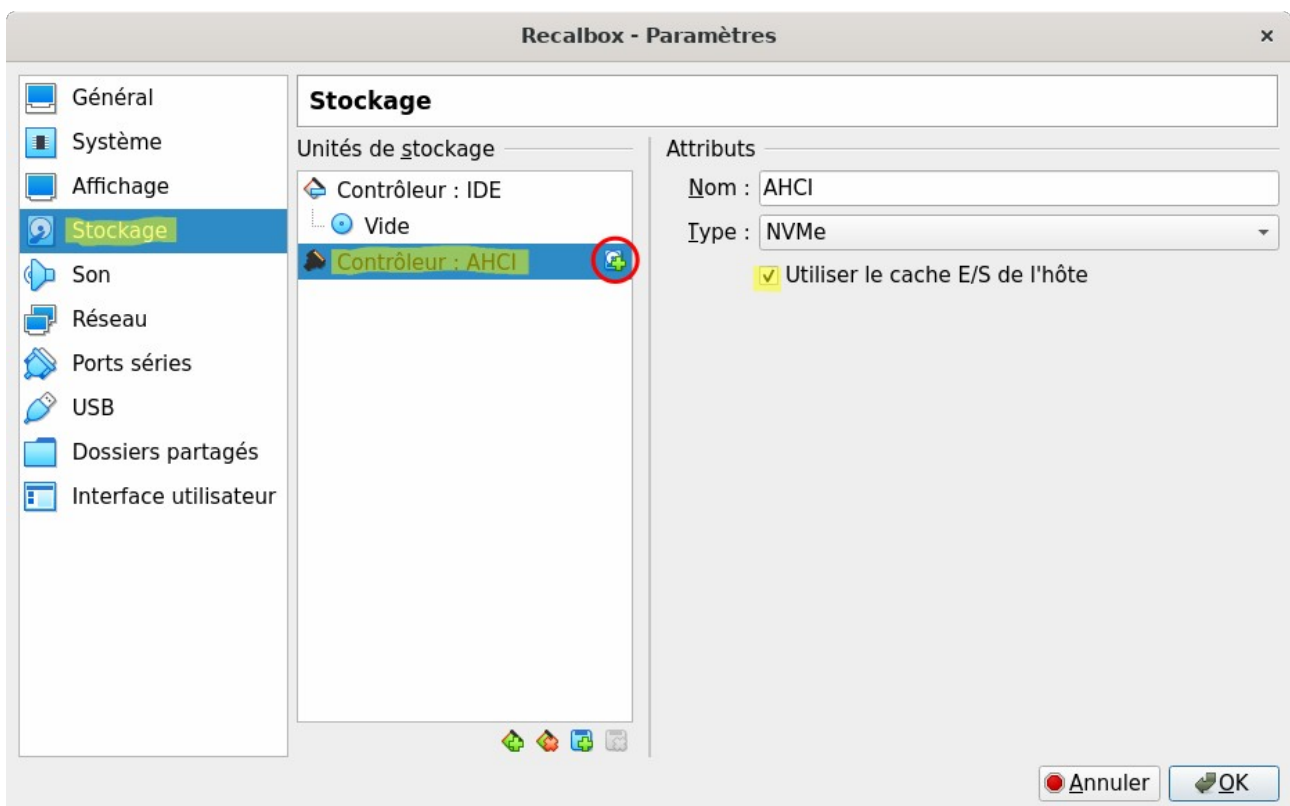 Recalbox - Paramètres
Général
Système
Affichage
Stockage
Son
Réseau
Ports séries
USB
Dossiers partagés
Interface utilisateur
Stockage
Unités de stockage
Contrôleur : IDE
Vide
Contrôleur : AHCI
Attributs
Nom : AHCI
Type : NVMe
Utiliser le cache E/S de l'hôte
Annuler
OK